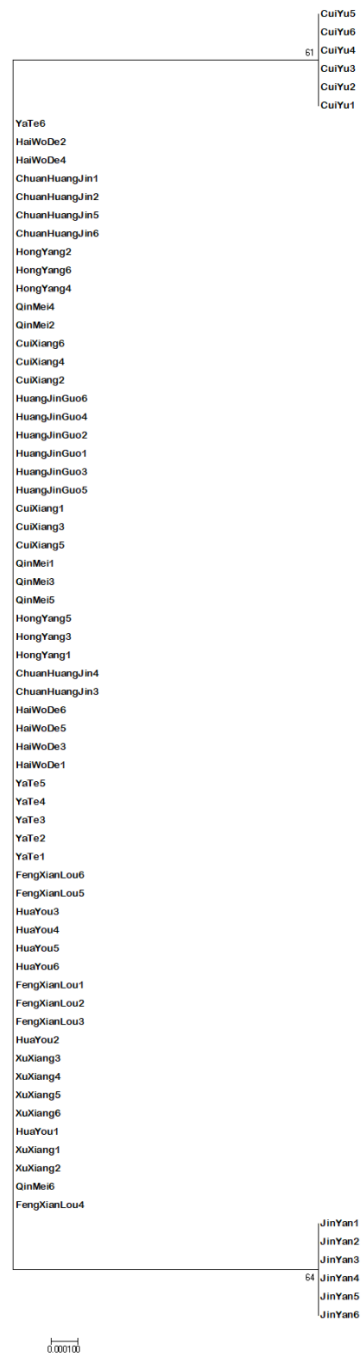 CuiYu5
CuiYu6
61 CuiYu4
CuiYu3
CuiYu2
CuiYu1
YaTe6
HaiWoDe2
HaiWoDe4
ChuanHuangJin1
ChuanHuangJin2
ChuanHuangJin5
ChuanHuangJin6
HongYang2
HongYang6
HongYang4
QinMei4
QinMei2
CuiXiang6
CuiXiang4
CuiXiang2
HuangJinGuo6
HuangJinGuo4
HuangJinGuo2
HuangJinGuo1
HuangJinGuo3
HuangJinGuo5
CuiXiang1
CuiXiang3
CuiXiang5
QinMei1
QinMei3
QinMei5
HongYang5
HongYang3
HongYang1
ChuanHuangJin4
ChuanHuangJin3
HaiWoDe6
HaiWoDe5
HaiWoDe3
HaiWoDe1
YaTe5
YaTe4
YaTe3
YaTe2
YaTe1
FengXianLou6
FengXianLou5
HuaYou3
HuaYou4
HuaYou5
HuaYou6
FengXianLou1
FengXianLou2
FengXianLou3
HuaYou2
XuXiang3
XuXiang4
XuXiang5
XuXiang6
HuaYou1
XuXiang1
XuXiang2
QinMei6
FengXianLou4
JinYan1
JinYan2
JinYan3
64 JinYan4
JinYan5
JinYan6
0.000100